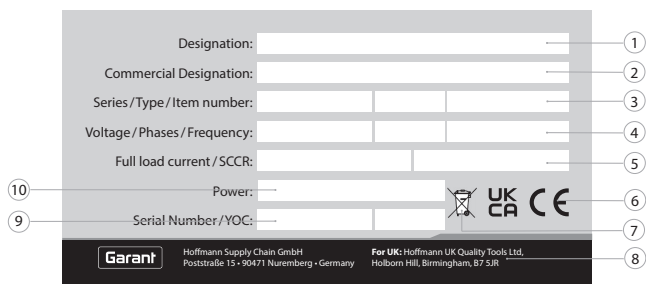 Designation:
1
Commercial Designation:
2
Series/Type/Item number:
3
Voltage/Phases/Frequency:
4
Full load current/SCCR:
5
10
Power:
UK
CA
CE
6
9
Serial Number/YOC:
7
Garant
Hoffmann Supply Chain GmbH
Poststraße 15 • 90471 Nuremberg • Germany
For UK: Hoffmann UK Quality Tools Ltd,
Holborn Hill, Birmingham, B7 5JR
8